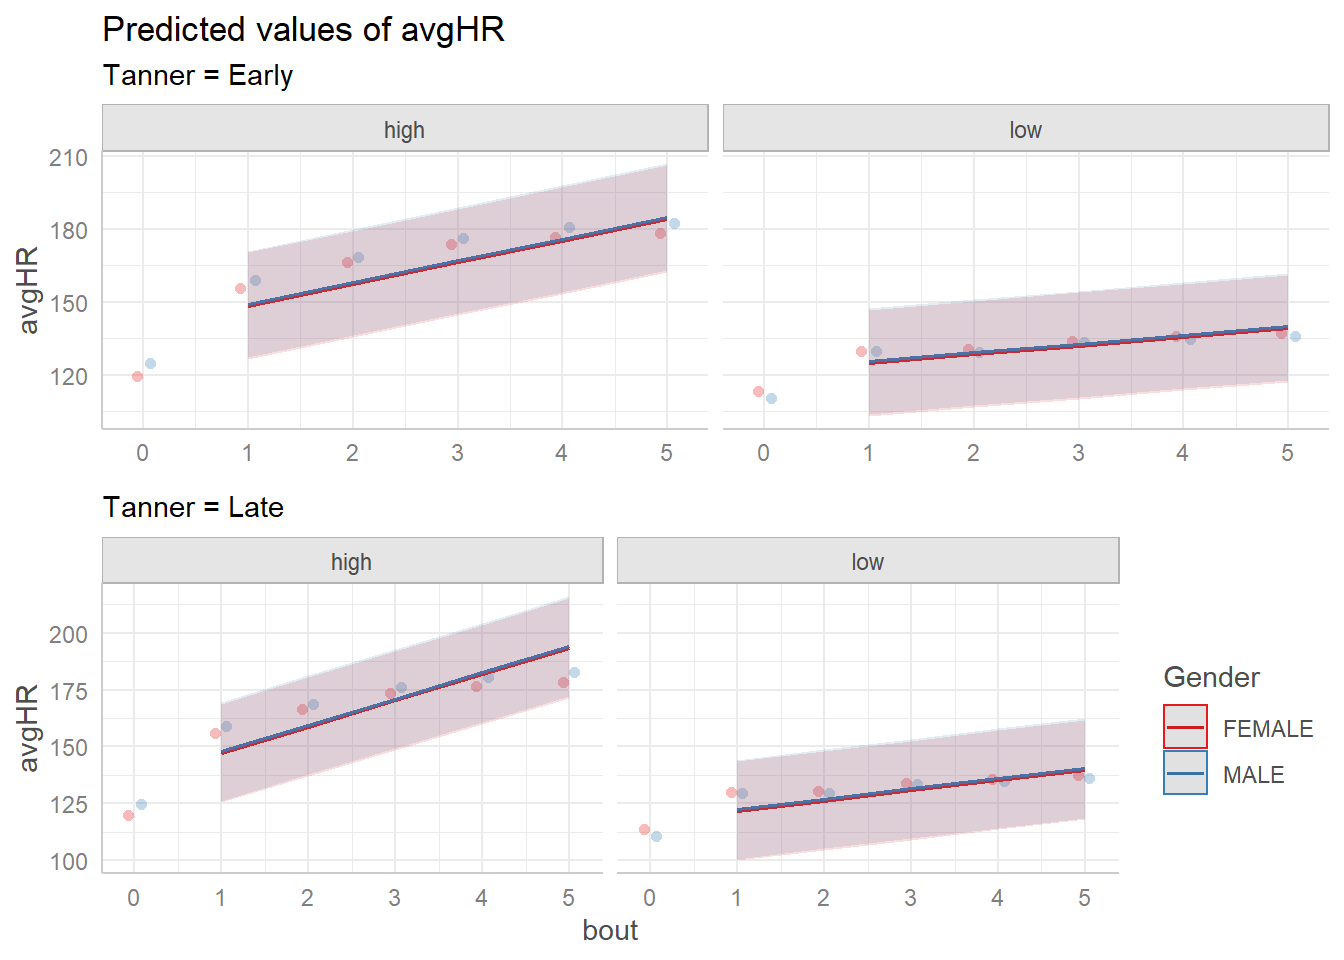 Predicted values of avgHR
Tanner = Early
high low
210
180
150
120
avgHR
0 1 2 3 4 5 0 1 2 3 4 5
Tanner = Late
high low
200
175
150
125
100
avgHR
0 1 2 3 4 5 0 1 2 3 4 5
bout
Gender
FEMALE
MALE